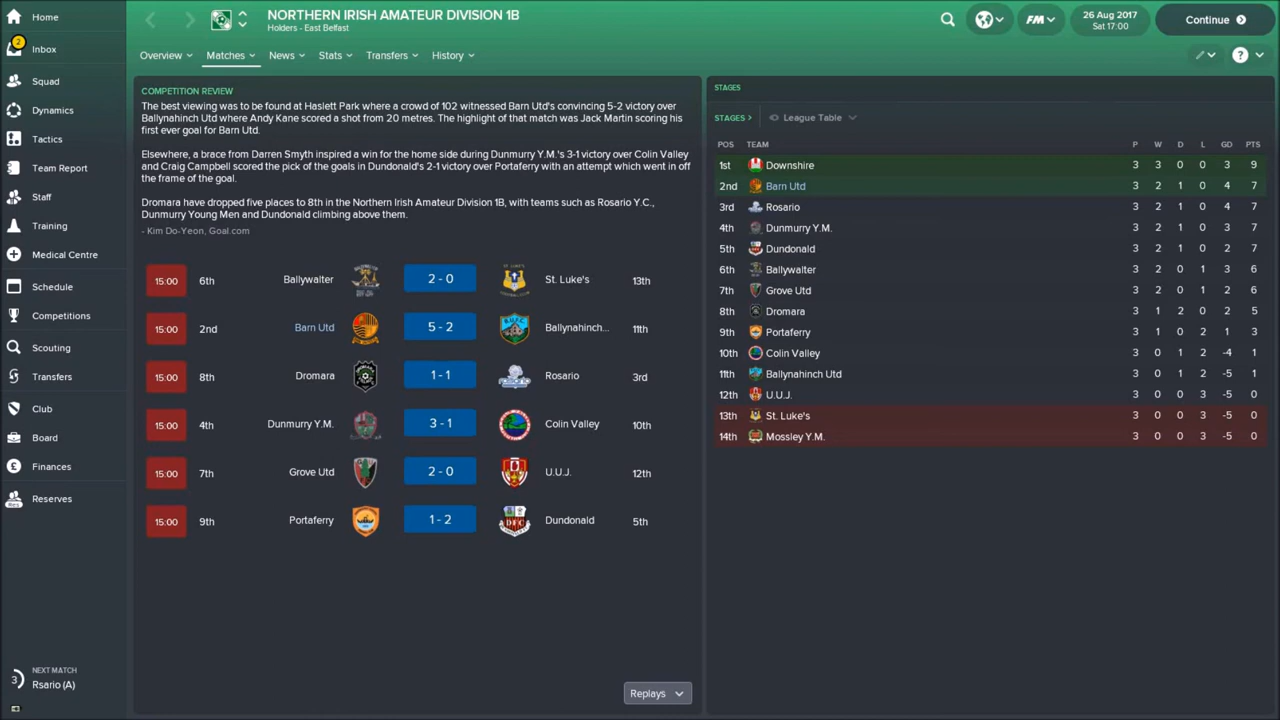 Home
NORTHERN IRISH AMATEUR DIVISION 1B
Holders - East Belfast
FM
26 Aug 2017
Sat 17:00
Continue
2
Inbox
Squad
Dynamics
Tactics
Team Report
Staff
Training
Medical Centre
Schedule
Competitions
Scouting
Transfers
Club
Board
Finances
Reserves
3
NEXT MATCH
Rsario (A)
Overview Matches News Stats Transfers History
?
COMPETITION REVIEW
The best viewing was to be found at Haslett Park where a crowd of 102 witnessed Barn Utd's convincing 5-2 victory over
Ballynahinch Utd where Andy Kane scored a shot from 20 metres. The highlight of that match was Jack Martin scoring his
first ever goal for Barn Utd.
Elsewhere, a brace from Darren Smyth inspired a win for the home side during Dunmurry Y.M.'s 3-1 victory over Colin Valley
and Craig Campbell scored the pick of the goals in Dundonald's 2-1 victory over Portaferry with an attempt which went in off
the frame of the goal.
Dromara have dropped five places to 8th in the Northern Irish Amateur Division 1B, with teams such as Rosario Y.C.,
Dunmurry Young Men and Dundonald climbing above them.
- Kim Do-Yeon, Goal.com
15:00 6th Ballywalter 2 - 0 St. Luke's 13th
15:00 2nd Barn Utd 5 - 2 Ballynahinch... 11th
15:00 8th Dromara 1 - 1 Rosario 3rd
15:00 4th Dunmurry Y.M. 3 - 1 Colin Valley 10th
15:00 7th Grove Utd 2 - 0 U.U.J. 12th
15:00 9th Portaferry 1 - 2 Dundonald 5th
Replays
STAGES
STAGES > League Table
POS TEAM P W D L GD PTS
1st Downshire 3 3 0 0 3 9
2nd Barn Utd 3 2 1 0 4 7
3rd Rosario 3 2 1 0 4 7
4th Dunmurry Y.M. 3 2 1 0 3 7
5th Dundonald 3 2 1 0 2 7
6th Ballywalter 3 2 0 1 3 6
7th Grove Utd 3 2 0 1 2 6
8th Dromara 3 1 2 0 2 5
9th Portaferry 3 1 0 2 1 3
10th Colin Valley 3 0 1 2 -4 1
11th Ballynahinch Utd 3 0 1 2 -5 1
12th U.U.J. 3 0 0 3 -5 0
13th St. Luke's 3 0 0 3 -5 0
14th Mossley Y.M. 3 0 0 3 -5 0